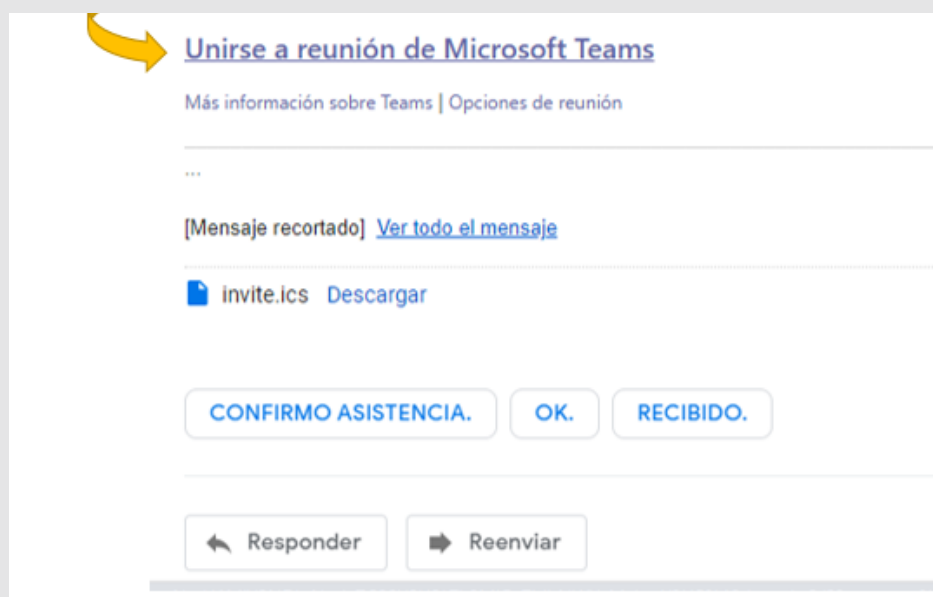 Unirse a reunión de Microsoft Teams
Más información sobre Teams | Opciones de reunión
...
[Mensaje recortado] Ver todo el mensaje
invite.ics Descargar
CONFIRMO ASISTENCIA. OK. RECIBIDO.
Responder Reenviar